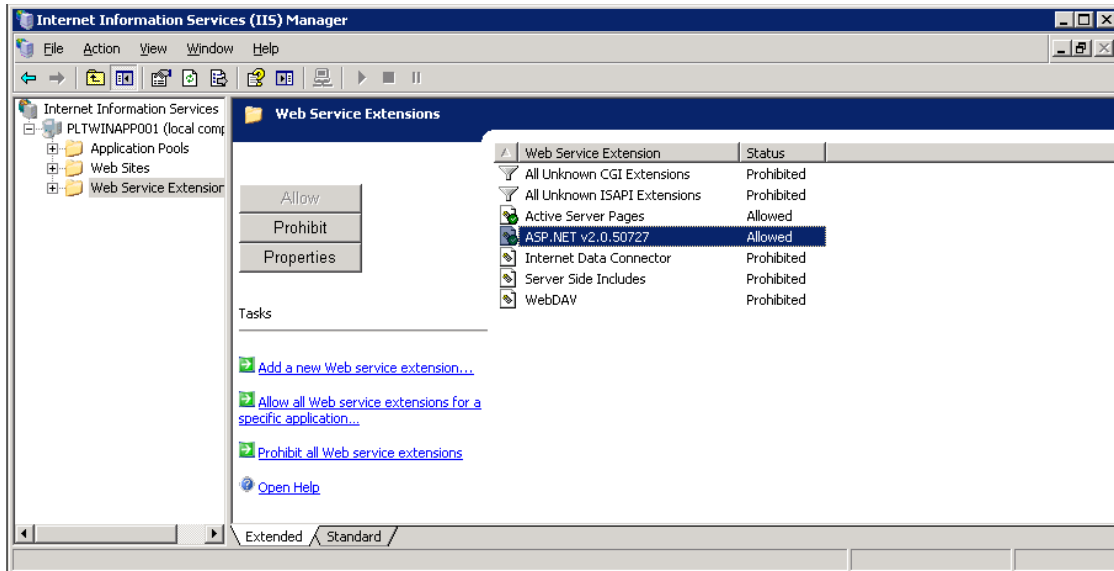 Internet Information Services (IIS) Manager
File Action View Window Help
Internet Information Services
PLTWINAPP001 (local comp
Application Pools
Web Sites
Web Service Extension
Web Service Extensions
Allow
Prohibit
Properties
Tasks
Add a new Web service extension...
Allow all Web service extensions for a
specific application...
Prohibit all Web service extensions
Open Help
Web Service Extension Status
All Unknown CGI Extensions Prohibited
All Unknown ISAPI Extensions Prohibited
Active Server Pages Allowed
ASP.NET v2.0.50727 Allowed
Internet Data Connector Prohibited
Server Side Includes Prohibited
WebDAV Prohibited
Extended Standard